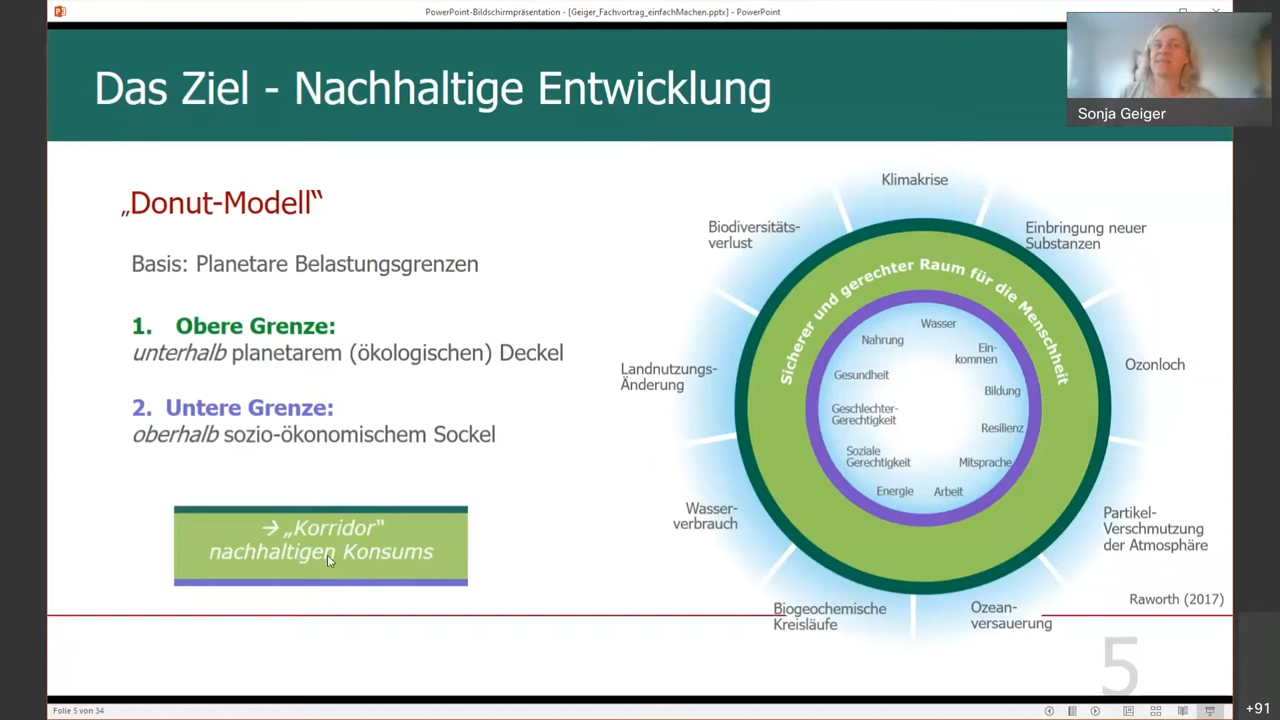 PowerPoint-Bildschirmpräsentation - [Geiger_Fachvortrag_einfachMachen.pptx] - PowerPoint
Das Ziel - Nachhaltige Entwicklung
Sonja Geiger
„Donut-Modell“
Basis: Planetare Belastungsgrenzen
1. Obere Grenze:
unterhalb planetarem (ökologischen) Deckel
2. Untere Grenze:
oberhalb sozio-ökonomischem Sockel
→ „Korridor“
nachhaltigen Konsums
Klimakrise
Einbringung neuer
Substanzen
Ozonloch
Partikel-
Verschmutzung
der Atmosphäre
Ozean-
versauerung
Biogeochemische
Kreisläufe
Wasser-
verbrauch
Landnutzungs-
Änderung
Biodiversitäts-
verlust
Sicherer und gerechter Raum für die Menschheit
Wasser
Ein-
kommen
Bildung
Resilienz
Mitsprache
Arbeit
Energie
Soziale
Gerechtigkeit
Geschlechter-
Gerechtigkeit
Gesundheit
Nahrung
Raworth (2017)
5
Folie 5 von 34
+91